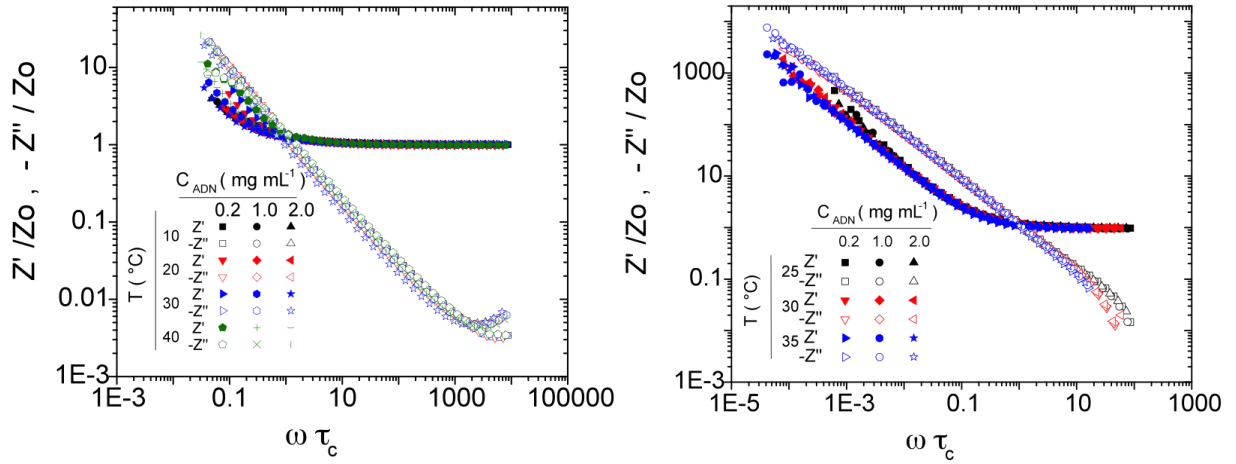 Z' /Zo , - Z'' / Zo
10
1
0.1
0.01
1E-3
1E-3 0.1 10 1000 100000
ω τc
C ADN ( mg mL-1)
0.2 1.0 2.0
T ( °C)
10 Z'
-Z''
20 Z'
-Z''
30 Z'
-Z''
40 Z'
-Z''
Z' /Zo , - Z'' / Zo
1000
10
0.1
1E-3
1E-5 1E-3 0.1 10 1000
ω τc
C ADN ( mg mL-1)
0.2 1.0 2.0
T ( °C)
25 Z'
-Z''
30 Z'
-Z''
35 Z'
-Z''